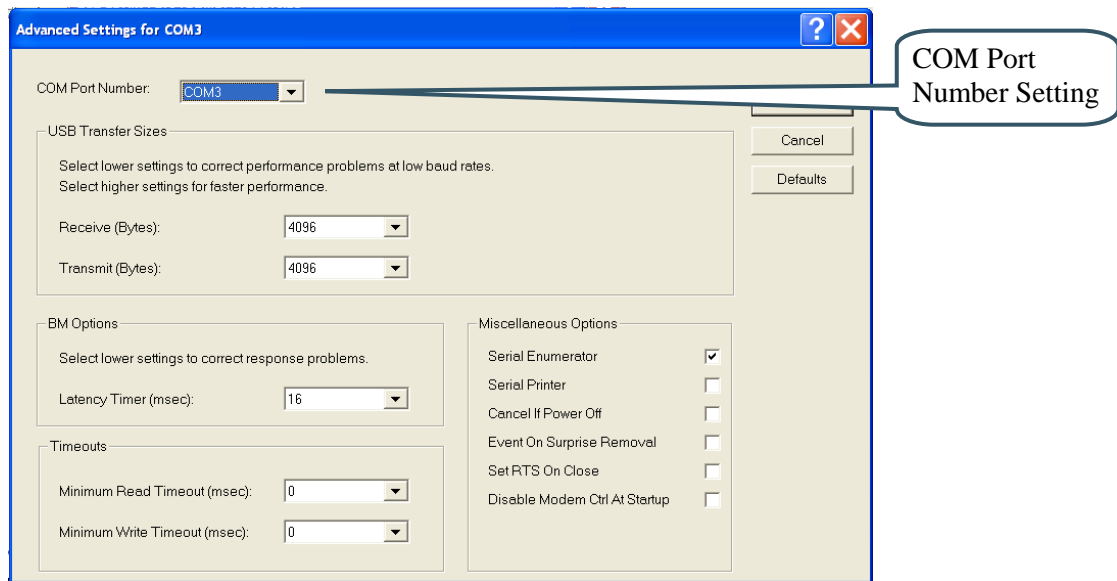 Advanced Settings for COM3
COM Port
Number Setting
COM Port Number:
COM3
USB Transfer Sizes
Select lower settings to correct performance problems at low baud rates.
Select higher settings for faster performance.
Receive (Bytes):
4096
Transmit (Bytes):
4096
Cancel
Defaults
BM Options
Select lower settings to correct response problems.
Latency Timer (msec):
16
Timeouts
Minimum Read Timeout (msec):
0
Minimum Write Timeout (msec):
0
Miscellaneous Options
Serial Enumerator
Serial Printer
Cancel If Power Off
Event On Surprise Removal
Set RTS On Close
Disable Modem Ctrl At Startup